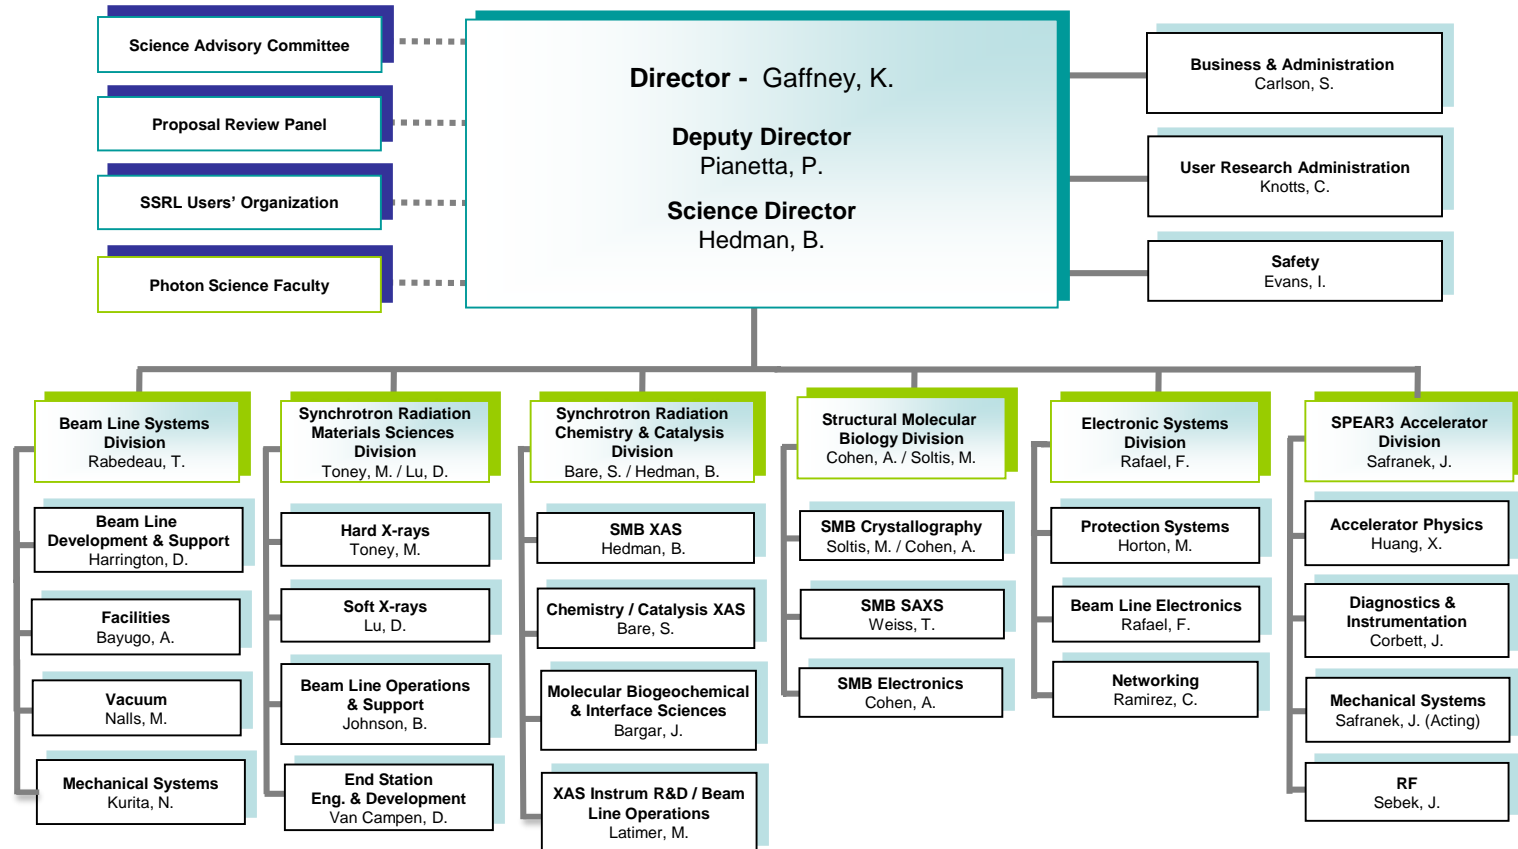 Science Advisory Committee
Proposal Review Panel
SSRL Users’ Organization
Photon Science Faculty
Director - Gaffney, K.
Deputy Director
Pianetta, P.
Science Director
Hedman, B.
Business & Administration
Carlson, S.
User Research Administration
Knotts, C.
Safety
Evans, I.
Beam Line Systems
Division
Rabedeau, T.
Beam Line
Development & Support
Harrington, D.
Facilities
Bayugo, A.
Vacuum
Nalls, M.
Mechanical Systems
Kurita, N.
Synchrotron Radiation
Materials Sciences
Division
Toney, M. / Lu, D.
Hard X-rays
Toney, M.
Soft X-rays
Lu, D.
Beam Line Operations
& Support
Johnson, B.
End Station
Eng. & Development
Van Campen, D.
Synchrotron Radiation
Chemistry & Catalysis
Division
Bare, S. / Hedman, B.
SMB XAS
Hedman, B.
Chemistry / Catalysis XAS
Bare, S.
Molecular Biogeochemical
& Interface Sciences
Bargar, J.
XAS Instrum R&D / Beam
Line Operations
Latimer, M.
Structural Molecular
Biology Division
Cohen, A. / Soltis, M.
SMB Crystallography
Soltis, M. / Cohen, A.
SMB SAXS
Weiss, T.
SMB Electronics
Cohen, A.
Electronic Systems
Division
Rafael, F.
Protection Systems
Horton, M.
Beam Line Electronics
Rafael, F.
Networking
Ramirez, C.
SPEAR3 Accelerator
Division
Safranek, J.
Accelerator Physics
Huang, X.
Diagnostics &
Instrumentation
Corbett, J.
Mechanical Systems
Safranek, J. (Acting)
RF
Sebek, J.